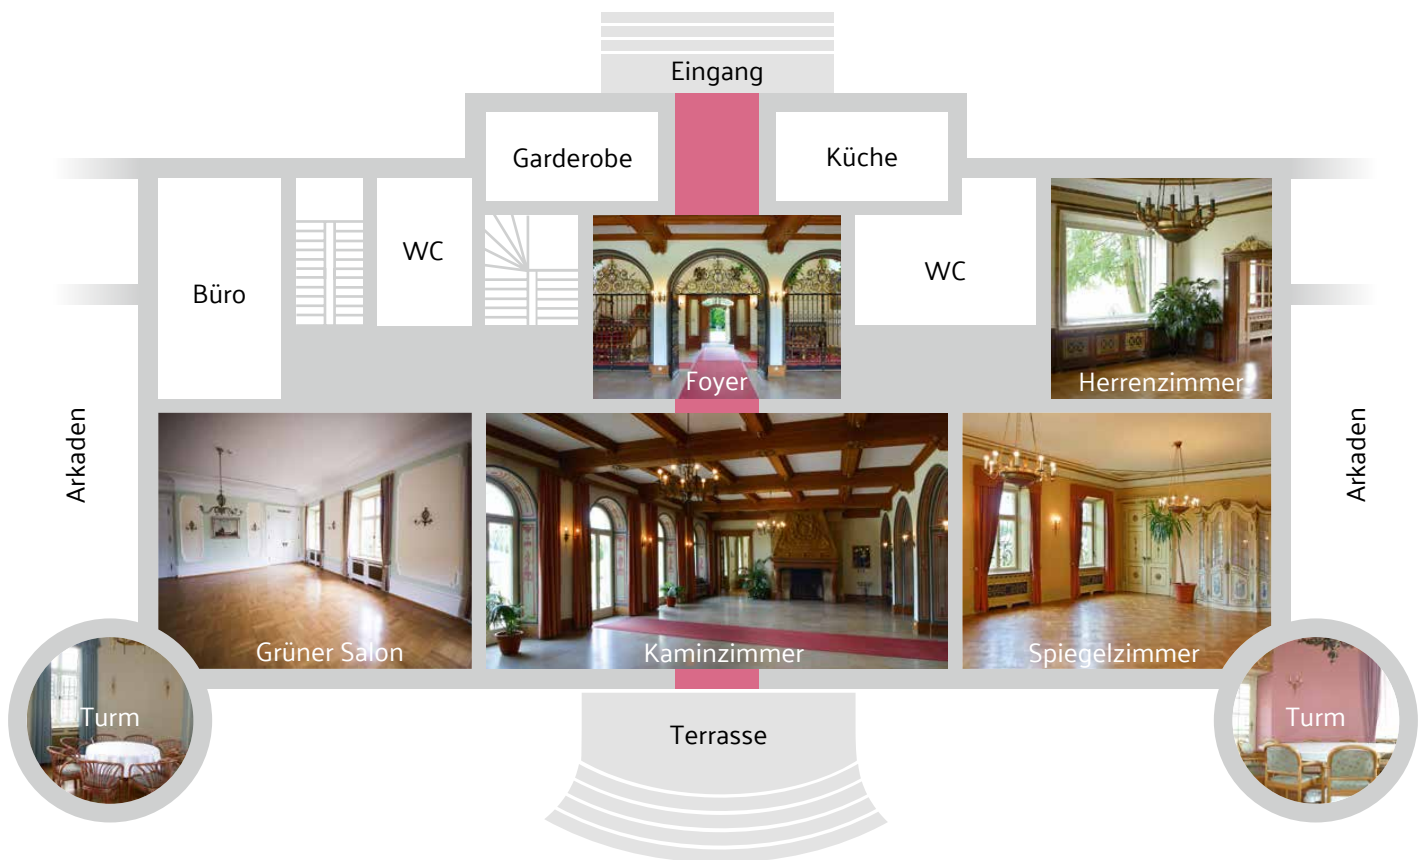 Eingang
Garderobe
Küche
Büro
WC
WC
Foyer
Herrenzimmer
Arkaden
Arkaden
Grüner Salon
Kaminzimmer
Spiegelzimmer
Turm
Terrasse
Turm